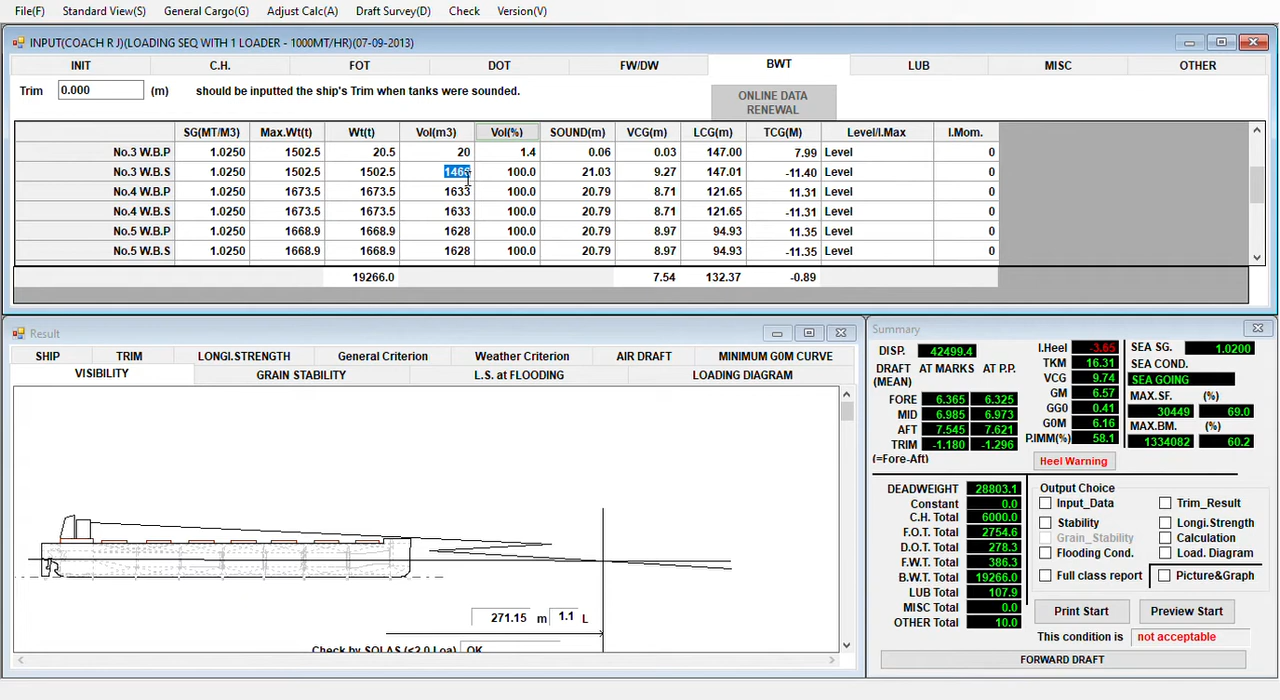 File(F) Standard View(S) General Cargo(G) Adjust Calc(A) Draft Survey(D) Check Version(V)
INPUT(COACH R J)(LOADING SEQ WITH 1 LOADER - 1000MT/HR)(07-09-2013)
INIT C.H. FOT DOT FW/DW BWT LUB MISC OTHER
Trim 0.000 (m) should be inputted the ship's Trim when tanks were sounded. ONLINE DATA
RENEWAL
SG(MT/M3) Max.Wt(t) Wt(t) Vol(m3) Vol(%) SOUND(m) VCG(m) LCG(m) TCG(M) Level/I.Max I.Mom.
No.3 W.B.P 1.0250 1502.5 20.5 20 1.4 0.06 0.03 147.00 7.99 Level 0
No.3 W.B.S 1.0250 1502.5 1502.5 100.0 21.03 9.27 147.01 -11.40 Level 0
No.4 W.B.P 1.0250 1673.5 1673.5 1633 100.0 20.79 8.71 121.65 11.31 Level 0
No.4 W.B.S 1.0250 1673.5 1673.5 1633 100.0 20.79 8.71 121.65 -11.31 Level 0
No.5 W.B.P 1.0250 1668.9 1668.9 1628 100.0 20.79 8.97 94.93 11.35 Level 0
No.5 W.B.S 1.0250 1668.9 1668.9 1628 100.0 20.79 8.97 94.93 -11.35 Level 0
19266.0 7.54 132.37 -0.89
Result
SHIP TRIM LONGI.STRENGTH General Criterion Weather Criterion AIR DRAFT MINIMUM G0M CURVE
VISIBILITY GRAIN STABILITY L.S. at FLOODING LOADING DIAGRAM
271.15 m 1.1 L
Check by SOLAS (≤2.0 Loa) OK
Summary
DISP. 42499.4
DRAFT AT MARKS AT P.P.
(MEAN)
FORE 6.365 6.325
MID 6.985 6.973
AFT 7.545 7.621
TRIM -1.180 -1.296
(=Fore-Aft)
I.Heel -3.65
TKM 16.31
VCG 9.74
GM 6.57
GG0 0.41
G0M 6.16
P.IMM(%) 58.1
Heel Warning
SEA SG. 1.0200
SEA COND.
SEA GOING
MAX.SF. (%)
30449 69.0
MAX.BM. (%)
1334082 60.2
DEADWEIGHT 28803.1
Constant 0.0
C.H. Total 6000.0
F.O.T. Total 2754.6
D.O.T. Total 278.3
F.W.T. Total 386.3
B.W.T. Total 19266.0
LUB Total 107.9
MISC Total 0.0
OTHER Total 10.0
Output Choice
Input_Data Trim_Result
Stability Longi.Strength
Grain_Stability Calculation
Flooding Cond. Load. Diagram
Full class report Picture&Graph
Print Start Preview Start
This condition is not acceptable
FORWARD DRAFT